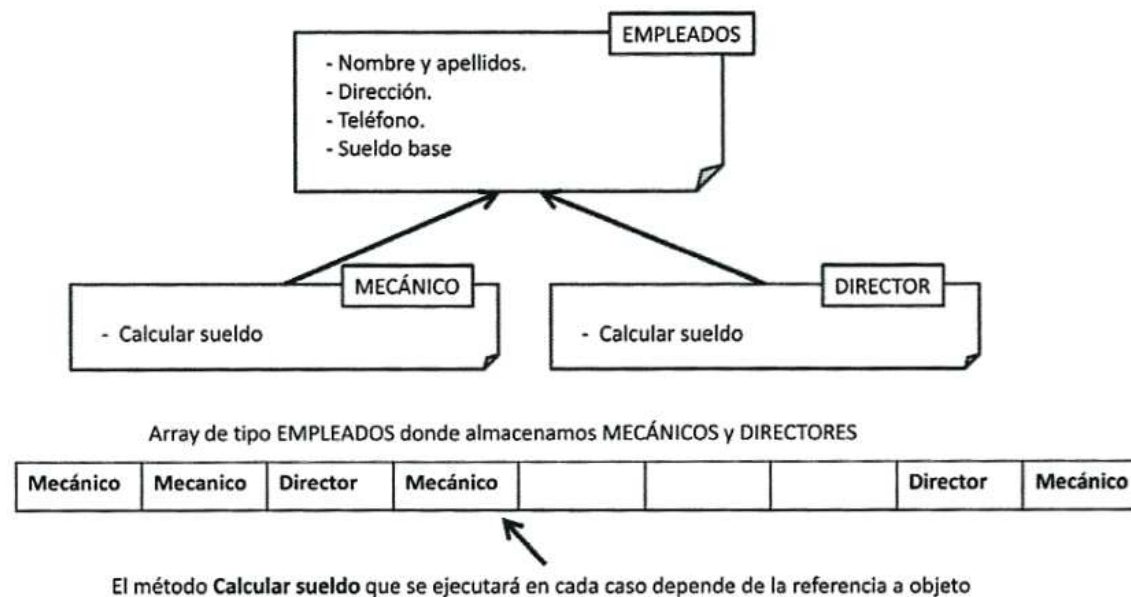 EMPLEADOS
- Nombre y apellidos.
- Dirección.
- Teléfono.
- Sueldo base
MECÁNICO
- Calcular sueldo
DIRECTOR
- Calcular sueldo
Array de tipo EMPLEADOS donde almacenamos MECÁNICOS y DIRECTORES
Mecánico Mecanico Director Mecánico Director Mecánico
El método Calcular sueldo que se ejecutará en cada caso depende de la referencia a objeto